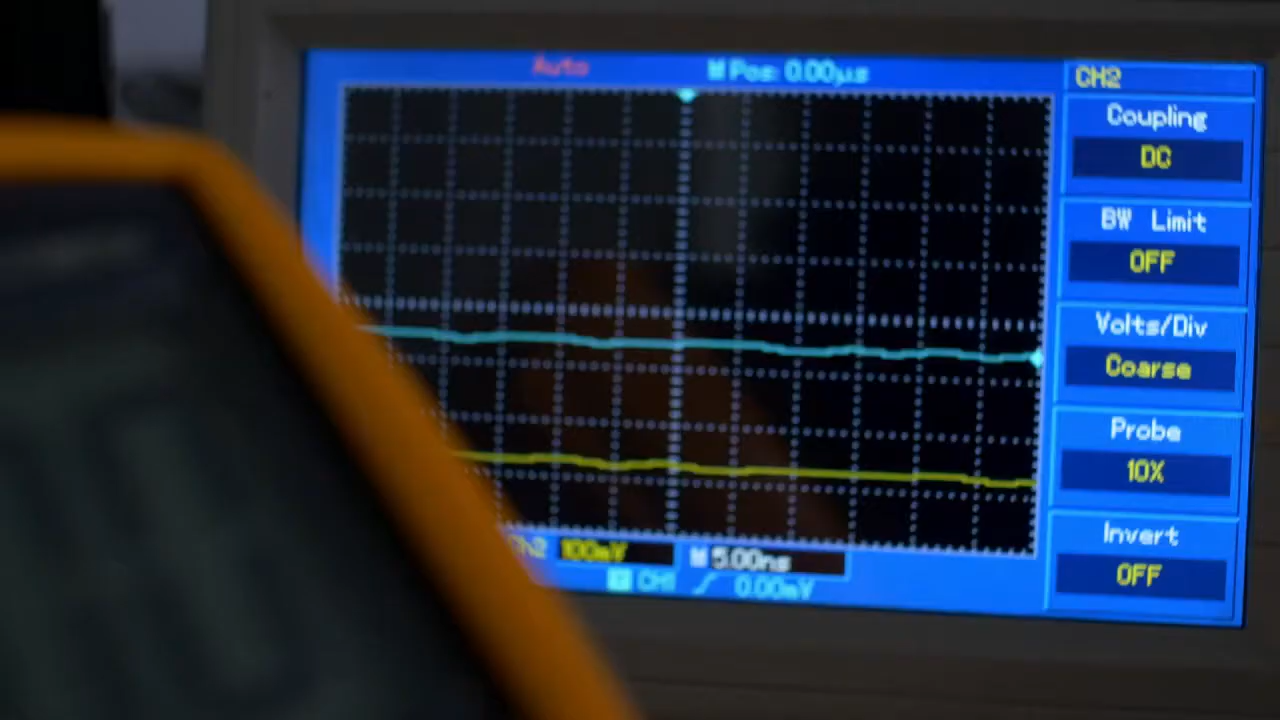 Auto M Pos: 0.00µs
CH2
Coupling
DC
BW Limit
OFF
Volts/Div
Coarse
Probe
10X
Invert
OFF
Ch2 100mV M 5.00ns
CH1 0.00mV